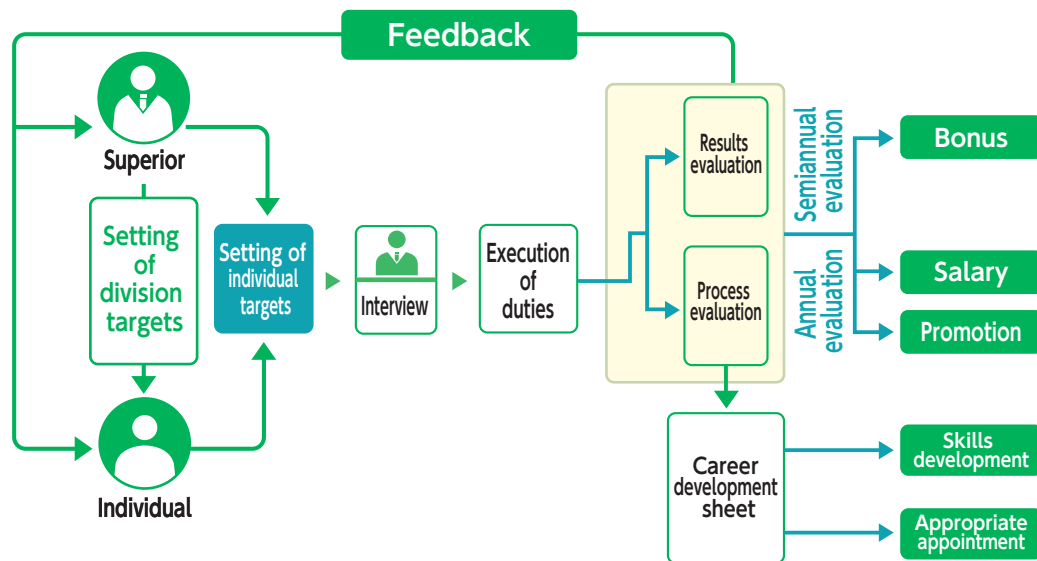 Feedback
Superior
Setting
of
division
targets
Individual
Setting of
individual
targets
Interview
Execution
of
duties
Results
evaluation
Process
evaluation
Semiannual
evaluation
Annual
evaluation
Bonus
Salary
Promotion
Career
development
sheet
Skills
development
Appropriate
appointment